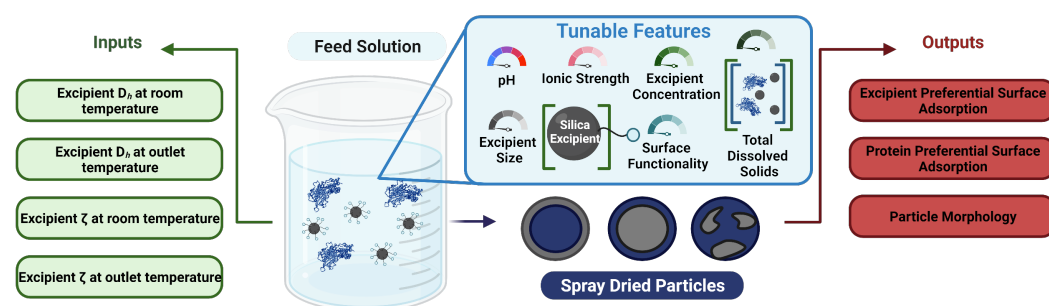 Inputs
Excipient Dₕ at room
temperature
Excipient Dₕ at outlet
temperature
Excipient ζ at room temperature
Excipient ζ at outlet temperature
Feed Solution
Tunable Features
pH
Ionic Strength
Excipient
Concentration
Excipient
Size
Silica
Excipient
Surface
Functionality
Total
Dissolved
Solids
Spray Dried Particles
Outputs
Excipient Preferential Surface
Adsorption
Protein Preferential Surface
Adsorption
Particle Morphology